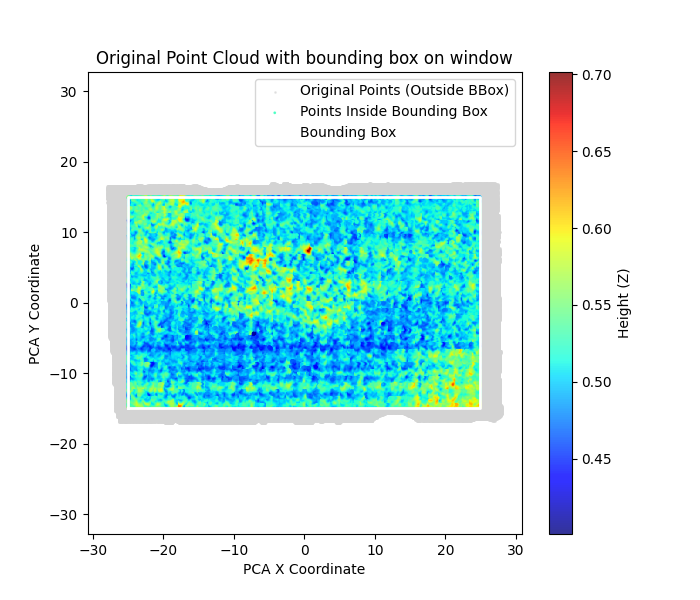 Original Point Cloud with bounding box on window
Original Points (Outside BBox)
Points Inside Bounding Box
Bounding Box
PCA Y Coordinate
30
20
10
0
−10
−20
−30
−30
−20
−10
0
10
20
30
PCA X Coordinate
0.70
0.65
0.60
0.55
0.50
0.45
Height (Z)